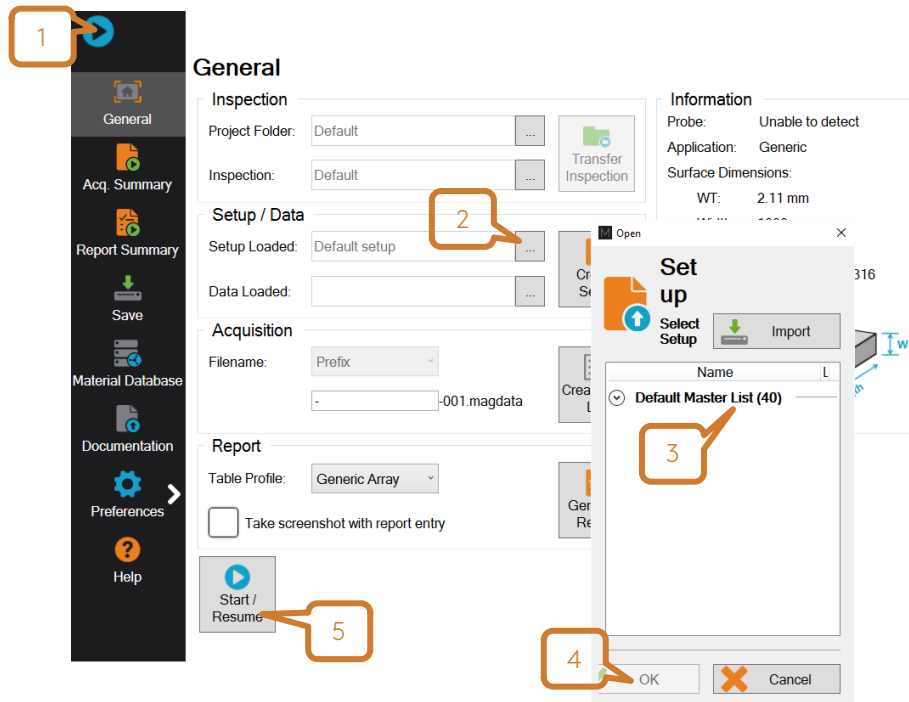 1
General
Acq. Summary
Report Summary
Save
Material Database
Documentation
Preferences
Help
General
Inspection
Project Folder:
Default
...
Inspection:
Default
...
Transfer
Inspection
Setup / Data
2
Setup Loaded:
Default setup
...
Data Loaded:
...
Acquisition
Filename:
Prefix
-
-001.magdata
Report
Table Profile:
Generic Array
Take screenshot with report entry
Start /
Resume
5
Information
Probe:
Unable to detect
Application:
Generic
Surface Dimensions:
WT:
2.11 mm
316
W
M
Open
Set
up
Select
Setup
Import
Name
L
Default Master List (40)
3
4
OK
Cancel